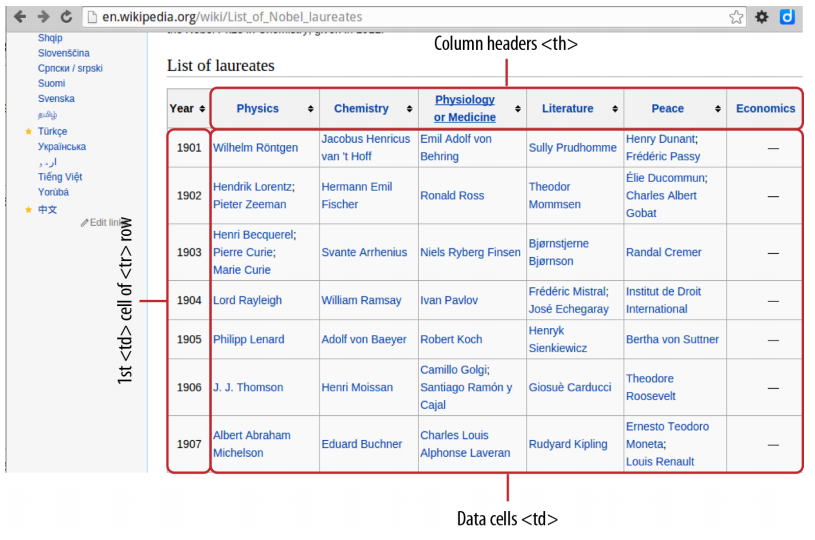 en.wikipedia.org/wiki/List_of_Nobel_laureates
Shqip
Slovenščina
Српски / srpski
Suomi
Svenska
தமிழ்
Türkçe
Українська
اردو
Tiếng Việt
Yorùbá
中文
Edit links
Column headers <th>
List of laureates
Year Physics Chemistry Physiology or Medicine Literature Peace Economics
1901 Wilhelm Röntgen Jacobus Henricus van 't Hoff Emil Adolf von Behring Sully Prudhomme Henry Dunant; Frédéric Passy —
1902 Hendrik Lorentz; Pieter Zeeman Hermann Emil Fischer Ronald Ross Theodor Mommsen Élie Ducommun; Charles Albert Gobat —
1903 Henri Becquerel; Pierre Curie; Marie Curie Svante Arrhenius Niels Ryberg Finsen Bjørnstjerne Bjørnson Randal Cremer —
1904 Lord Rayleigh William Ramsay Ivan Pavlov Frédéric Mistral; José Echegaray Institut de Droit International —
1905 Philipp Lenard Adolf von Baeyer Robert Koch Henryk Sienkiewicz Bertha von Suttner —
1906 J. J. Thomson Henri Moissan Camillo Golgi; Santiago Ramón y Cajal Giosuè Carducci Theodore Roosevelt —
1907 Albert Abraham Michelson Eduard Buchner Charles Louis Alphonse Laveran Rudyard Kipling Ernesto Teodoro Moneta; Louis Renault —
1st <td> cell of <tr> row
Data cells <td>